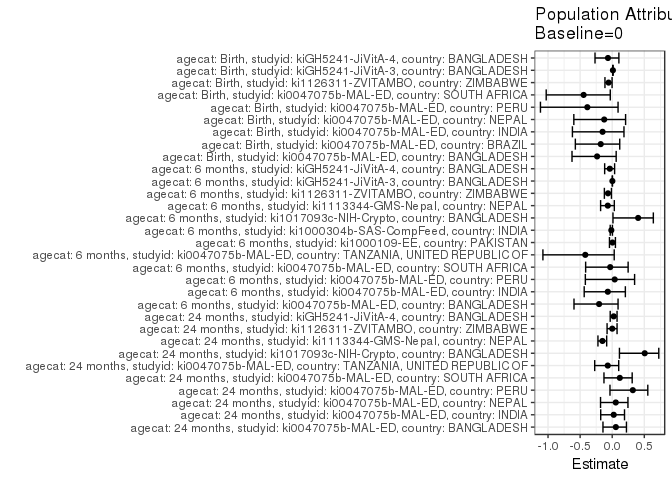 Population Attribu
Baseline=0
agecat: Birth, studyid: kiGH5241-JiVitA-4, country: BANGLADESH
agecat: Birth, studyid: kiGH5241-JiVitA-3, country: BANGLADESH
agecat: Birth, studyid: ki1126311-ZVITAMBO, country: ZIMBABWE
agecat: Birth, studyid: ki0047075b-MAL-ED, country: SOUTH AFRICA
agecat: Birth, studyid: ki0047075b-MAL-ED, country: PERU
agecat: Birth, studyid: ki0047075b-MAL-ED, country: NEPAL
agecat: Birth, studyid: ki0047075b-MAL-ED, country: INDIA
agecat: Birth, studyid: ki0047075b-MAL-ED, country: BRAZIL
agecat: Birth, studyid: ki0047075b-MAL-ED, country: BANGLADESH
agecat: 6 months, studyid: kiGH5241-JiVitA-4, country: BANGLADESH
agecat: 6 months, studyid: kiGH5241-JiVitA-3, country: BANGLADESH
agecat: 6 months, studyid: ki1126311-ZVITAMBO, country: ZIMBABWE
agecat: 6 months, studyid: ki1113344-GMS-Nepal, country: NEPAL
agecat: 6 months, studyid: ki1017093c-NIH-Crypto, country: BANGLADESH
agecat: 6 months, studyid: ki1000304b-SAS-CompFeed, country: INDIA
agecat: 6 months, studyid: ki1000109-EE, country: PAKISTAN
agecat: 6 months, studyid: ki0047075b-MAL-ED, country: TANZANIA, UNITED REPUBLIC OF
agecat: 6 months, studyid: ki0047075b-MAL-ED, country: SOUTH AFRICA
agecat: 6 months, studyid: ki0047075b-MAL-ED, country: PERU
agecat: 6 months, studyid: ki0047075b-MAL-ED, country: INDIA
agecat: 6 months, studyid: ki0047075b-MAL-ED, country: BANGLADESH
agecat: 24 months, studyid: kiGH5241-JiVitA-4, country: BANGLADESH
agecat: 24 months, studyid: ki1126311-ZVITAMBO, country: ZIMBABWE
agecat: 24 months, studyid: ki1113344-GMS-Nepal, country: NEPAL
agecat: 24 months, studyid: ki1017093c-NIH-Crypto, country: BANGLADESH
agecat: 24 months, studyid: ki0047075b-MAL-ED, country: TANZANIA, UNITED REPUBLIC OF
agecat: 24 months, studyid: ki0047075b-MAL-ED, country: SOUTH AFRICA
agecat: 24 months, studyid: ki0047075b-MAL-ED, country: PERU
agecat: 24 months, studyid: ki0047075b-MAL-ED, country: NEPAL
agecat: 24 months, studyid: ki0047075b-MAL-ED, country: INDIA
agecat: 24 months, studyid: ki0047075b-MAL-ED, country: BANGLADESH
-1.0 -0.5 0.0 0.5
Estimate